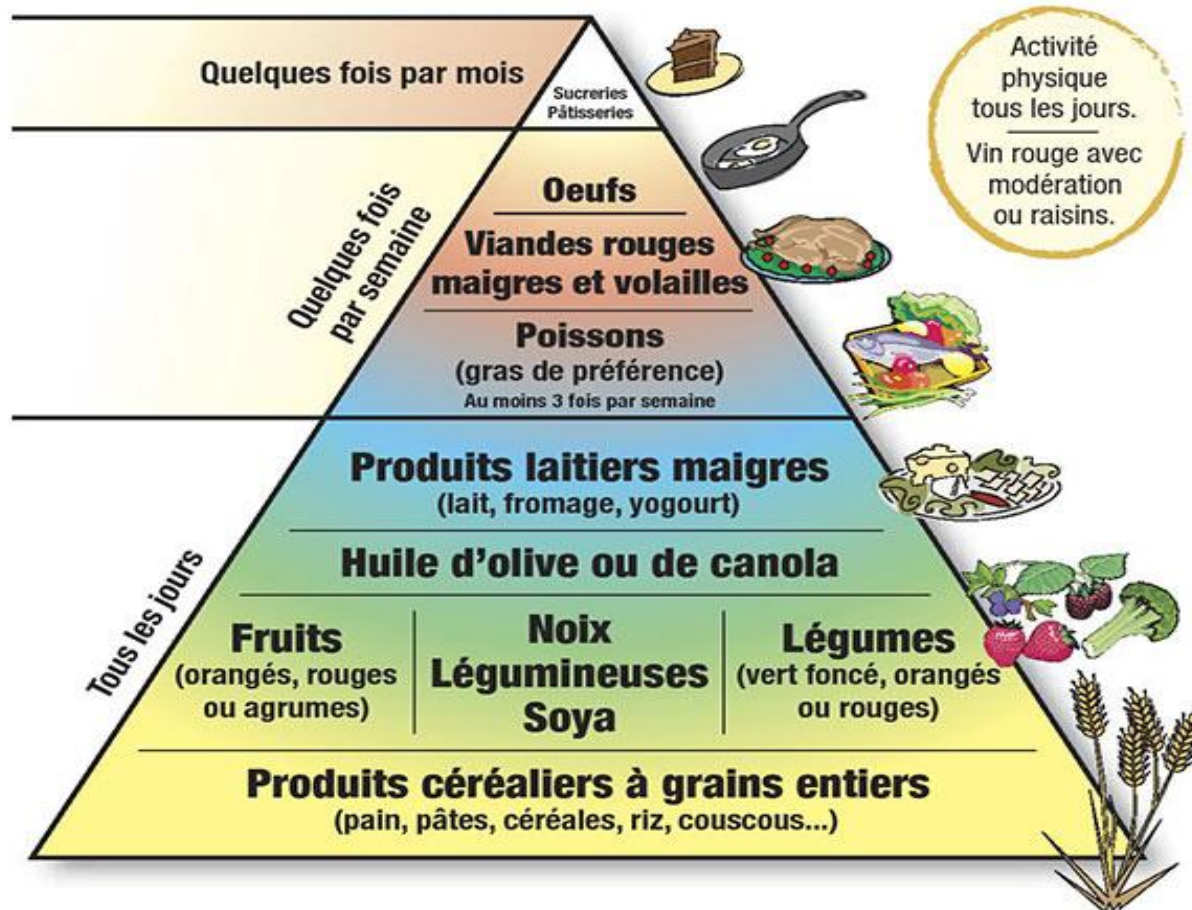 Quelques fois par mois
Sucreries
Pâtisseries
Activité
physique
tous les jours.
Vin rouge avec
modération
ou raisins.
Quelques fois
par semaine
Oeufs
Viandes rouges
maigres et volailles
Poissons
(gras de préférence)
Au moins 3 fois par semaine
Tous les jours
Produits laitiers maigres
(lait, fromage, yogourt)
Huile d'olive ou de canola
Fruits
(orangés, rouges
ou agrumes)
Noix
Légumineuses
Soya
Légumes
(vert foncé, orangés
ou rouges)
Produits céréaliers à grains entiers
(pain, pâtes, céréales, riz, couscous...)